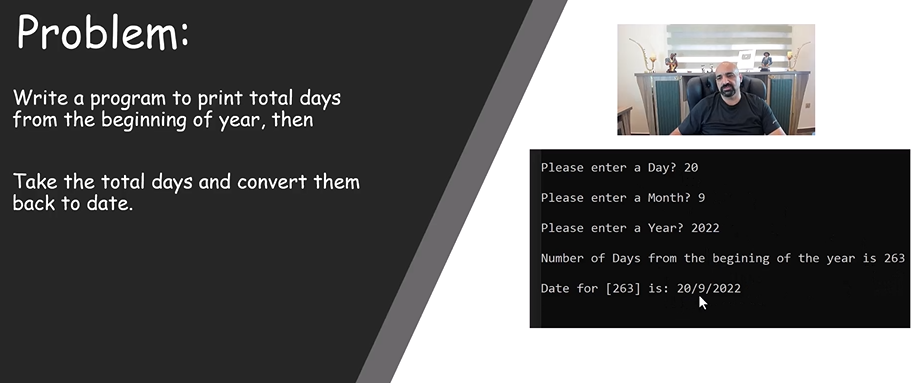 Problem:
Write a program to print total days
from the beginning of year, then
Take the total days and convert them
back to date.
Please enter a Day? 20
Please enter a Month? 9
Please enter a Year? 2022
Number of Days from the begining of the year is 263
Date for [263] is: 20/9/2022